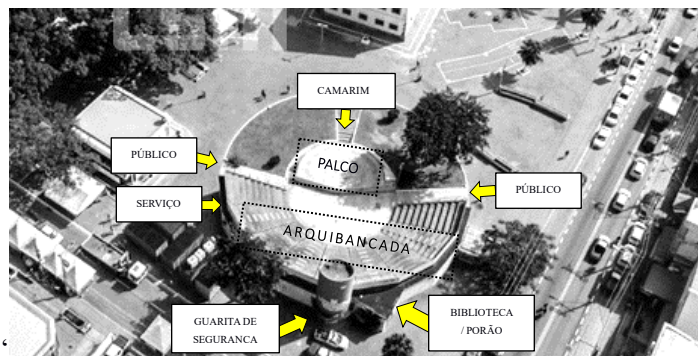 CAMARIM
PALCO
PÚBLICO
PÚBLICO
SERVIÇO
ARQUIBANCADA
GUARITA DE
SEGURANCA
BIBLIOTECA
/ PORÃO
‘